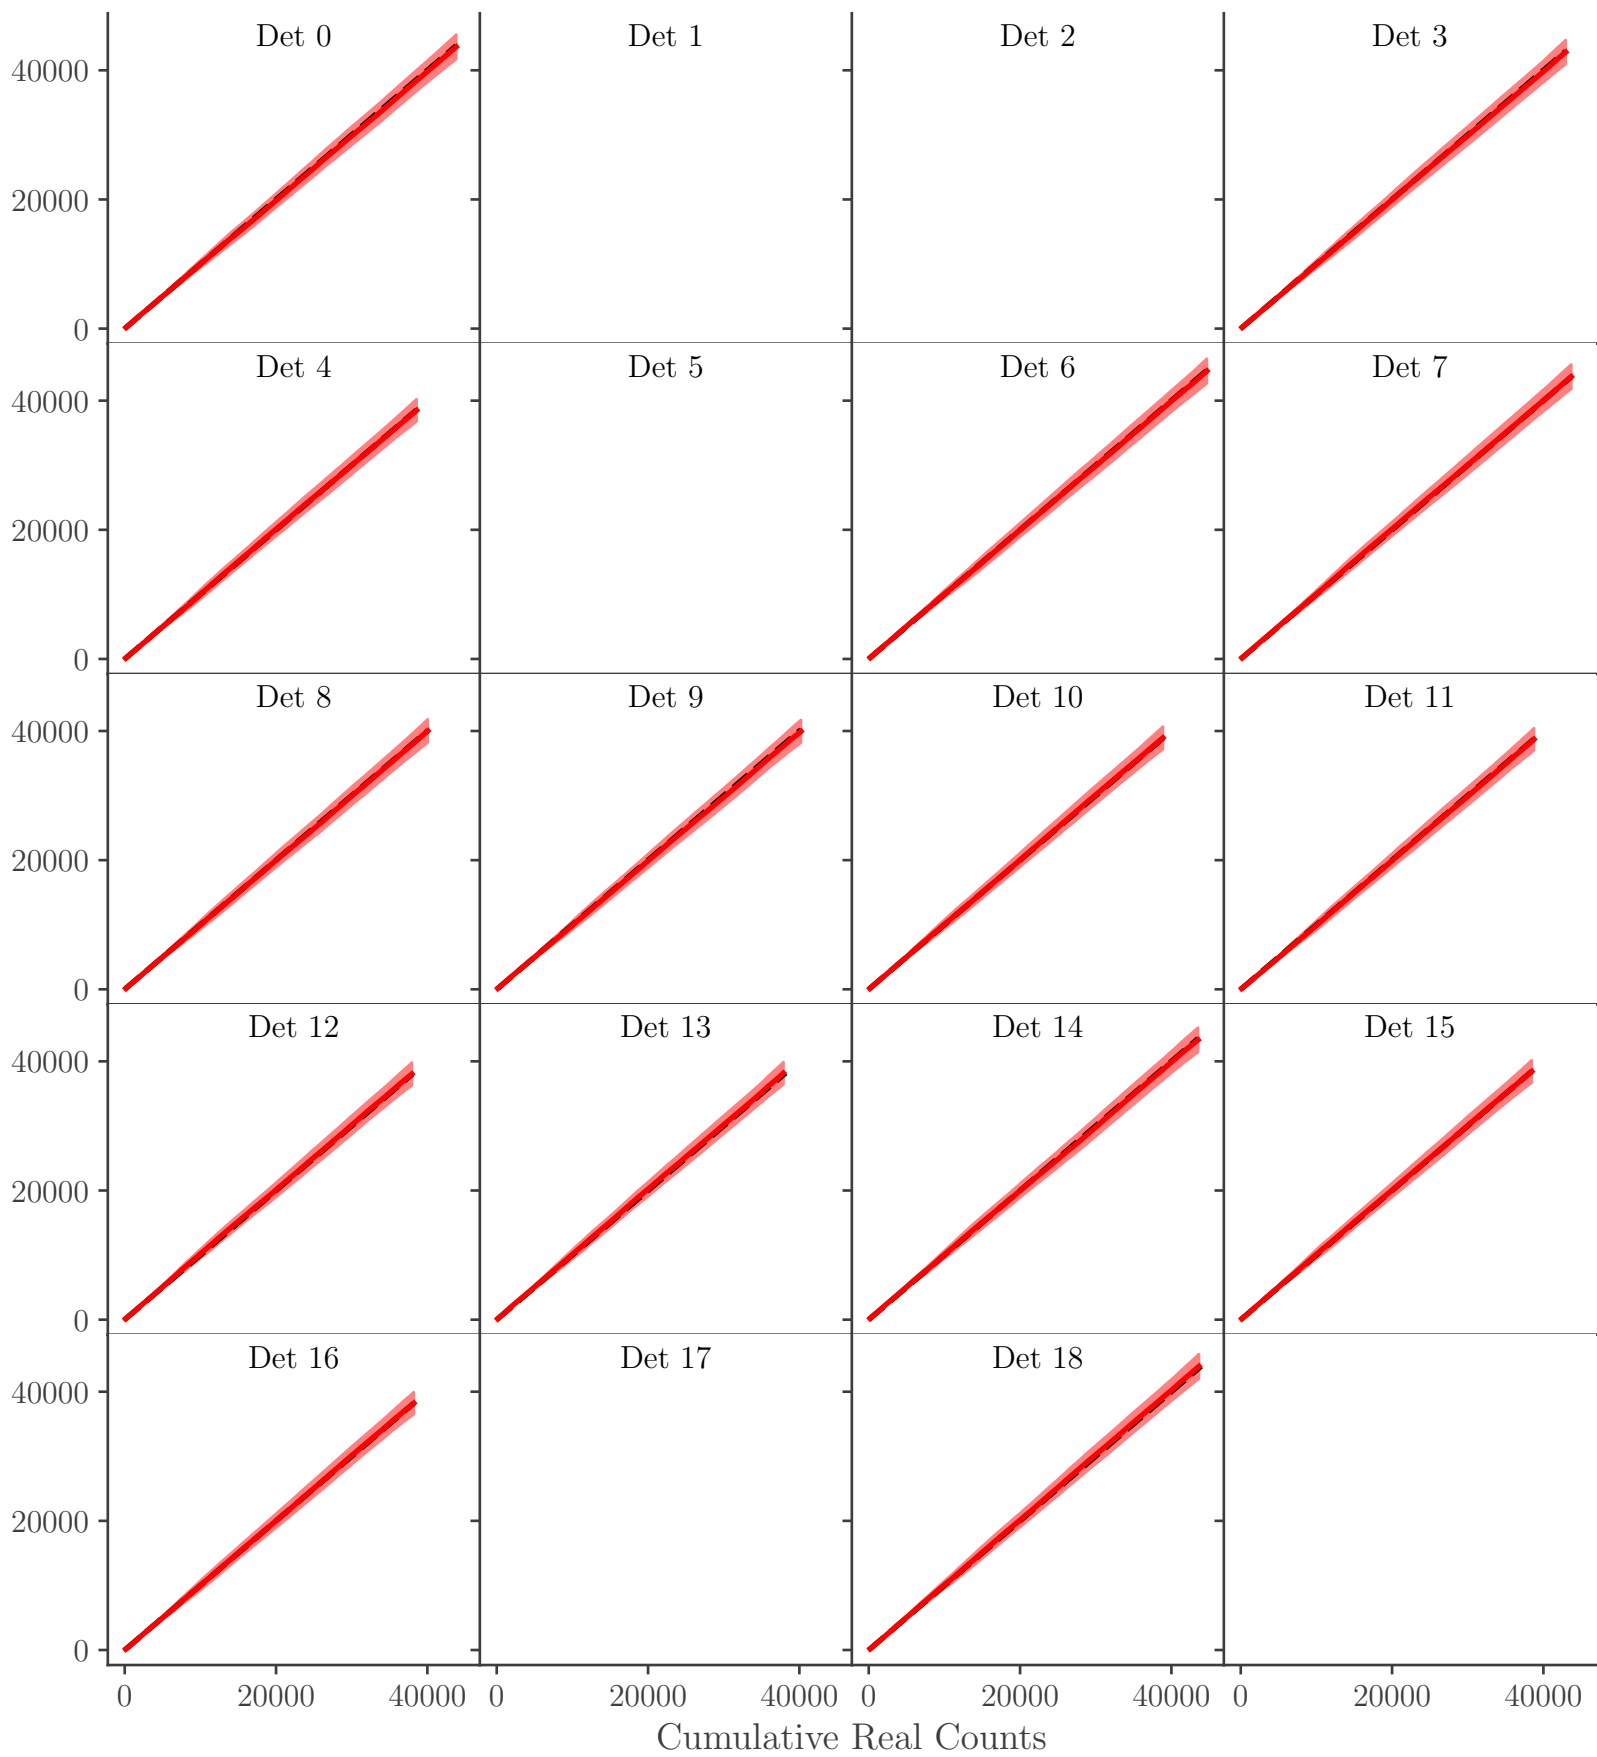 Det 0 Det 1 Det 2 Det 3
40000
20000
0
Det 4 Det 5 Det 6 Det 7
40000
20000
0
Det 8 Det 9 Det 10 Det 11
40000
20000
0
Det 12 Det 13 Det 14 Det 15
40000
20000
0
Det 16 Det 17 Det 18
40000
20000
0
0 20000 40000 0 20000 40000 0 20000 40000 0 20000 40000
Cumulative Real Counts